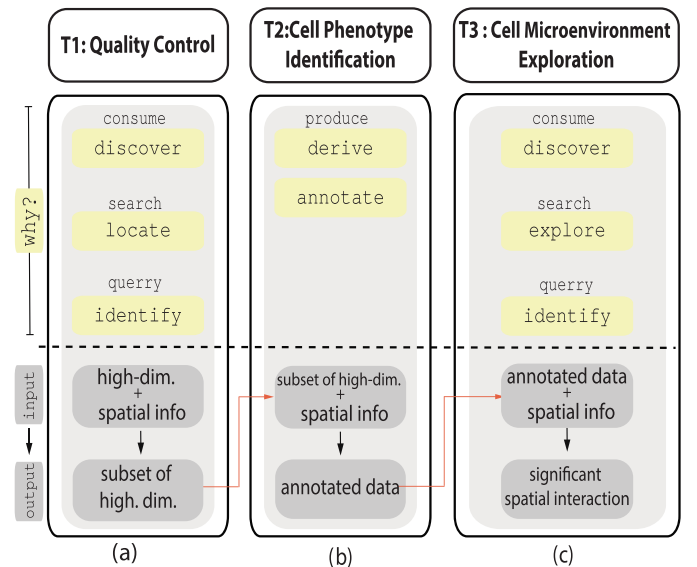 T1: Quality Control
T2:Cell Phenotype
Identification
T3 : Cell Microenvironment
Exploration
why?
consume
discover
search
locate
querry
identify
produce
derive
annotate
consume
discover
search
explore
querry
identify
input
output
high-dim.
+
spatial info
subset of
high. dim.
subset of high-dim.
+
spatial info
annotated data
annotated data
+
spatial info
significant
spatial interaction
(a)
(b)
(c)